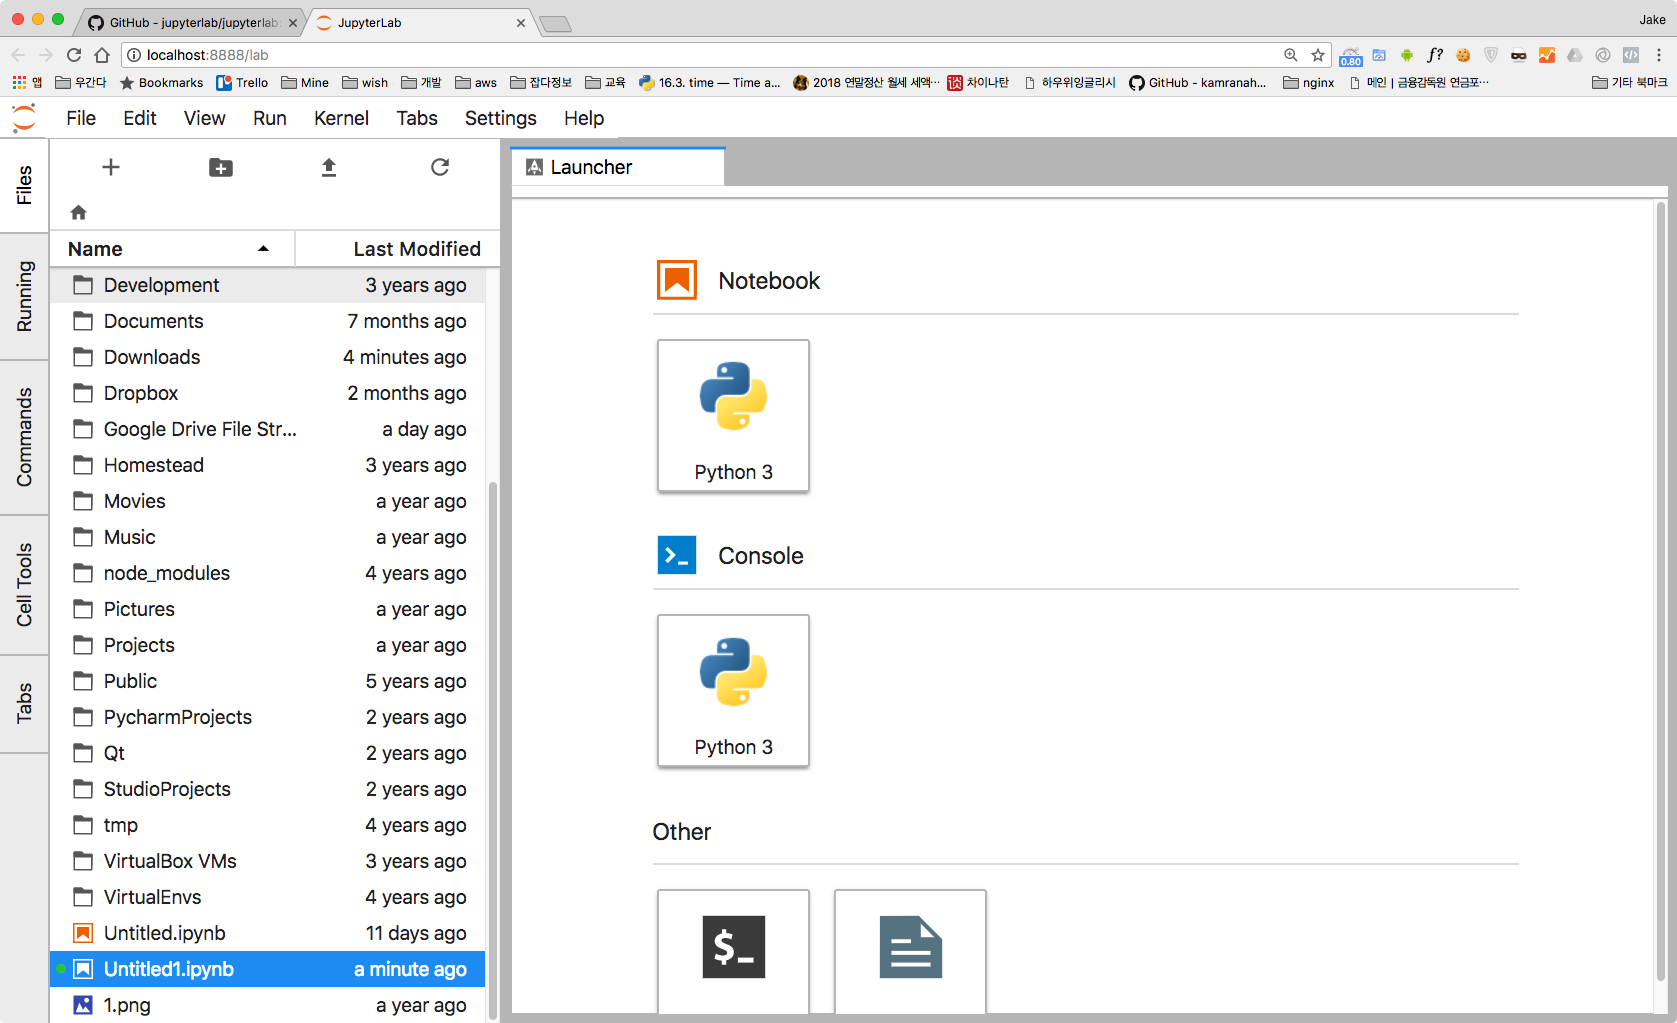 GitHub - jupyterlab/jupyterlab:
JupyterLab
Jake
localhost:8888/lab
0.80
f?
앱
우간다
Bookmarks
Trello
Mine
wish
개발
aws
잡다정보
교육
16.3. time — Time a...
2018 연말정산 월세 세액...
차이나탄
하우위잉글리시
GitHub - kamranah...
nginx
메인 | 금융감독원 연금포...
기타 북마크
File Edit View Run Kernel Tabs Settings Help
Files
Running
Commands
Cell Tools
Tabs
Name Last Modified
Development 3 years ago
Documents 7 months ago
Downloads 4 minutes ago
Dropbox 2 months ago
Google Drive File Str... a day ago
Homestead 3 years ago
Movies a year ago
Music a year ago
node_modules 4 years ago
Pictures a year ago
Projects a year ago
Public 5 years ago
PycharmProjects 2 years ago
Qt 2 years ago
StudioProjects 2 years ago
tmp 4 years ago
VirtualBox VMs 3 years ago
VirtualEnvs 4 years ago
Untitled.ipynb 11 days ago
Untitled1.ipynb a minute ago
1.png a year ago
Launcher
Notebook
Python 3
Console
Python 3
Other
$_